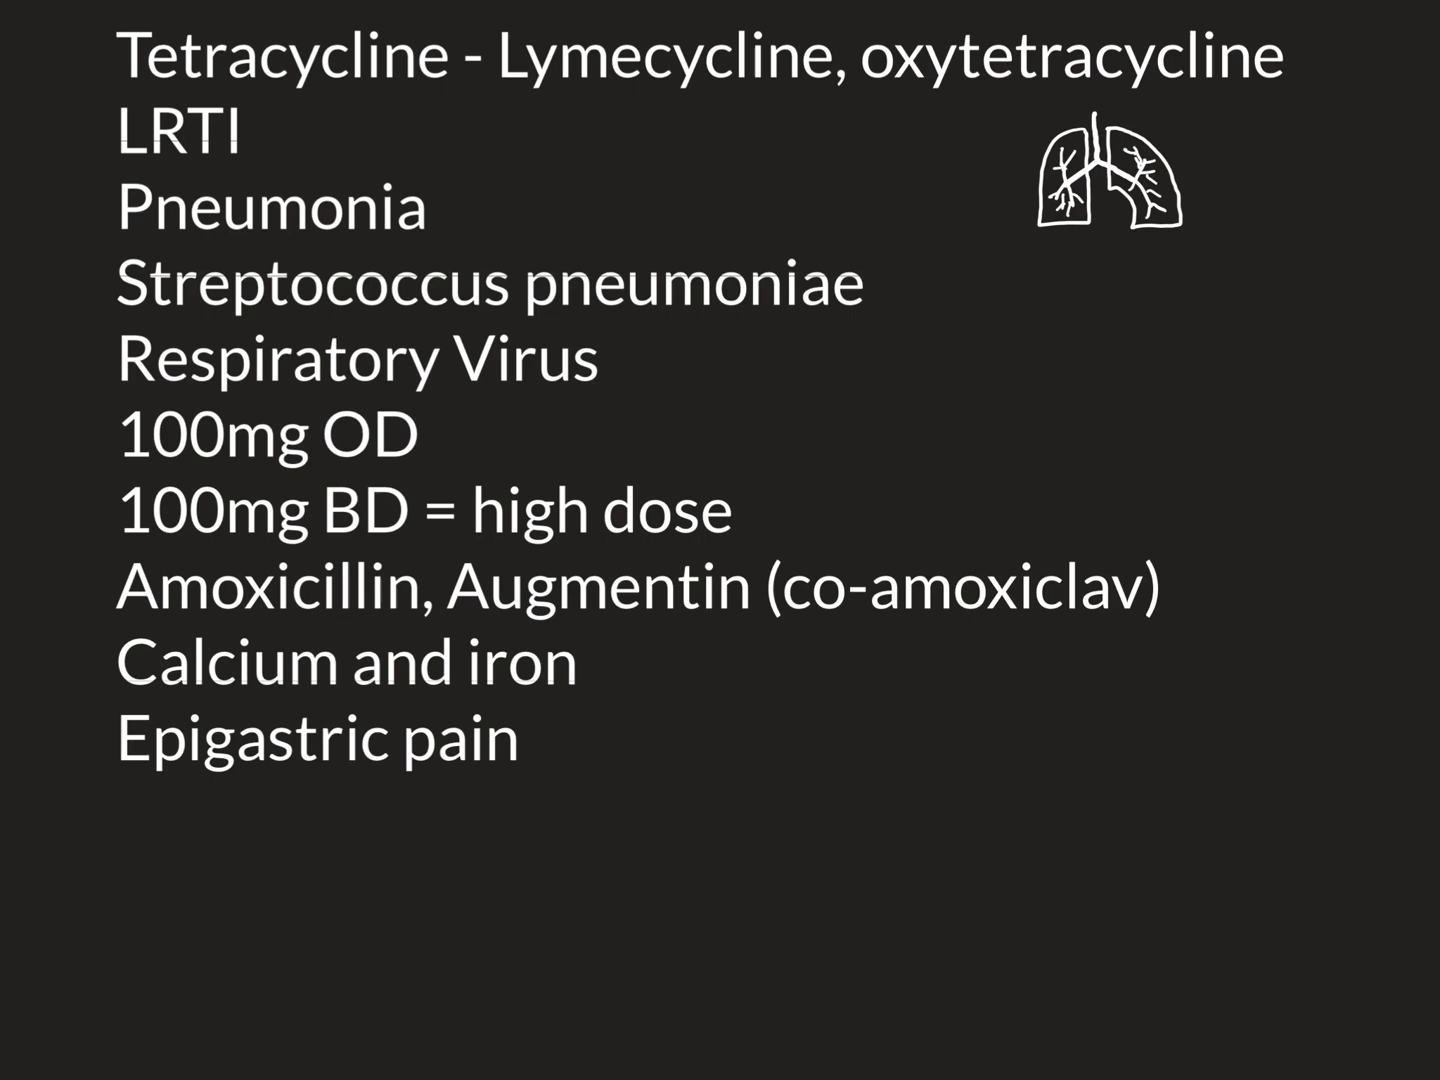 Tetracycline - Lymecycline, oxytetracycline
LRTI
Pneumonia
Streptococcus pneumoniae
Respiratory Virus
100mg OD
100mg BD = high dose
Amoxicillin, Augmentin (co-amoxiclav)
Calcium and iron
Epigastric pain